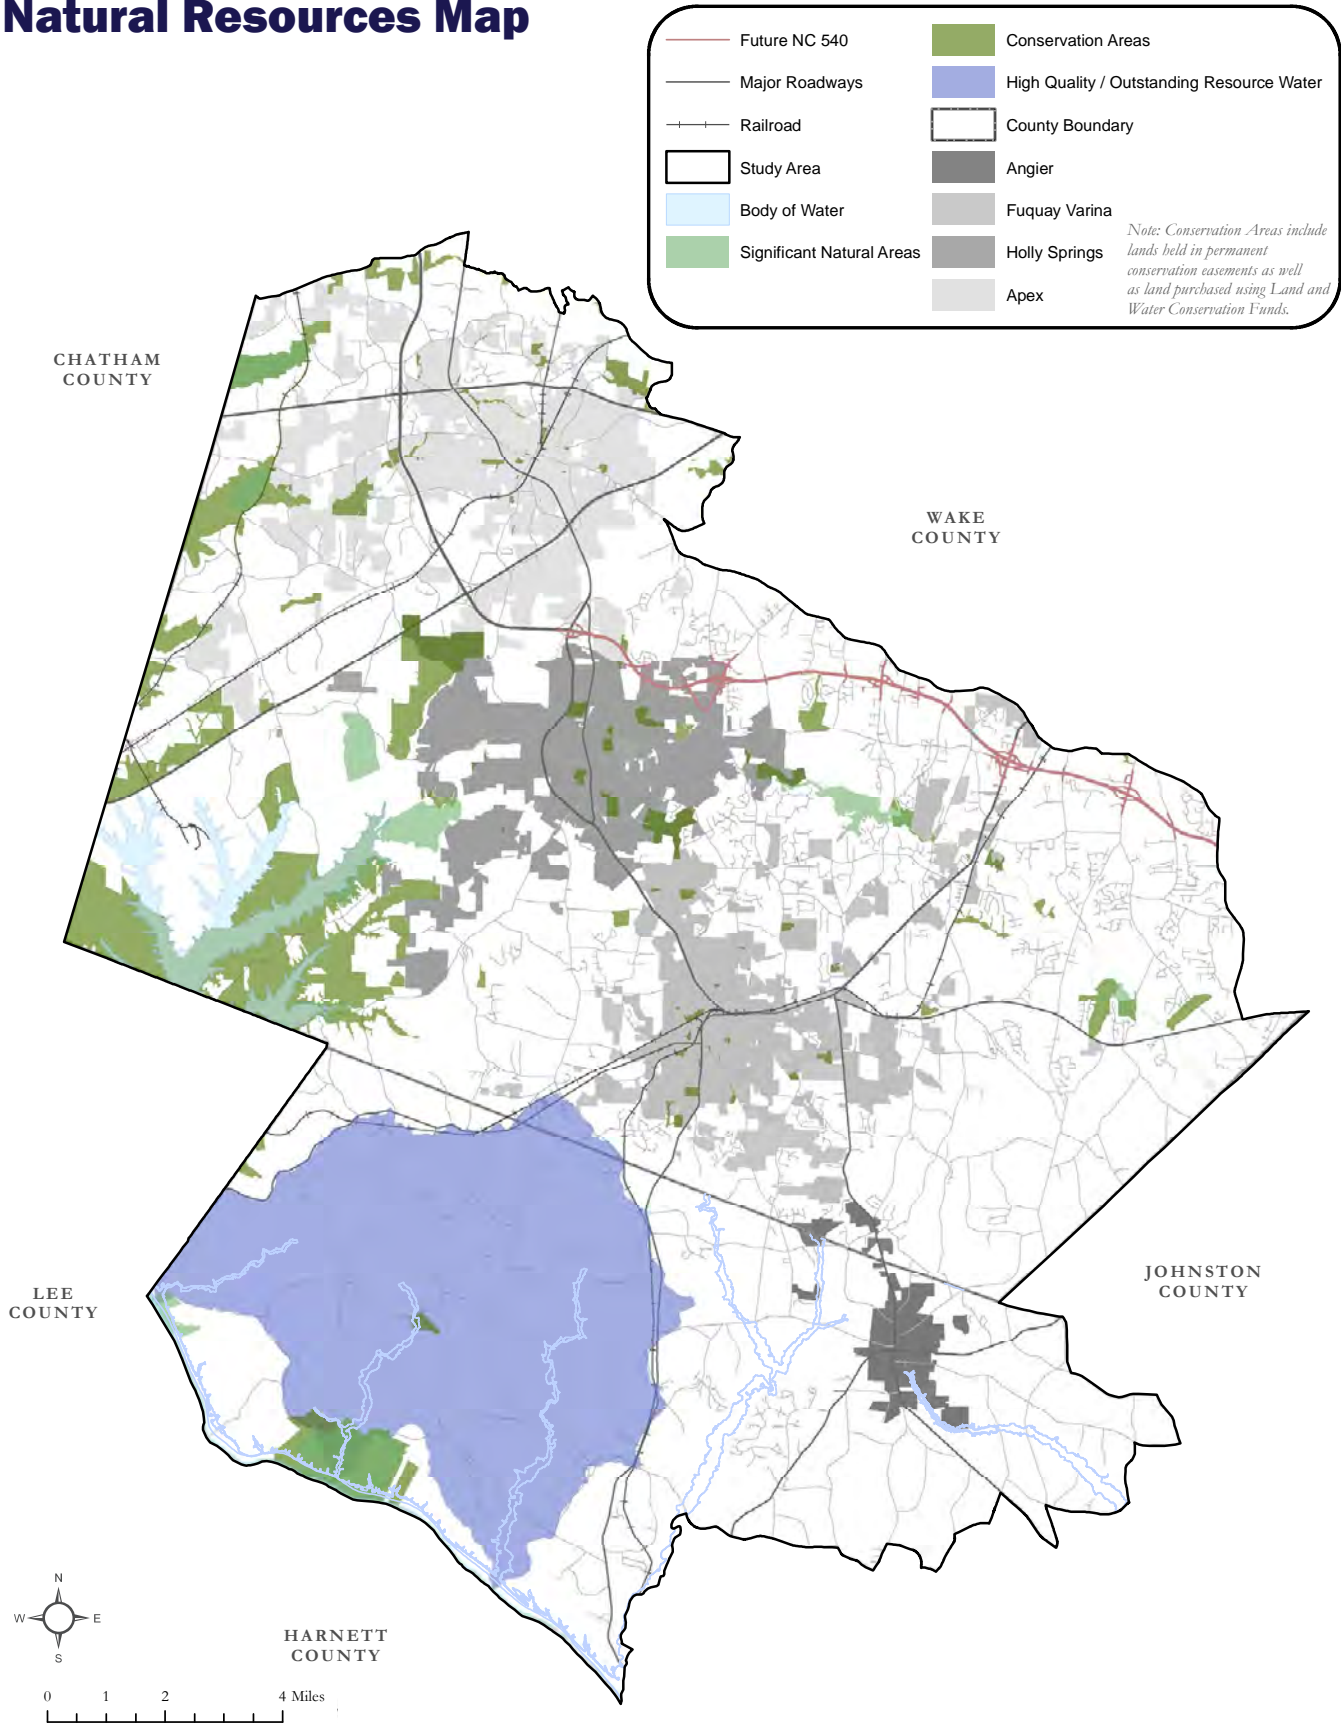 Natural Resources Map
Future NC 540
Major Roadways
Railroad
Study Area
Body of Water
Significant Natural Areas
Conservation Areas
High Quality / Outstanding Resource Water
County Boundary
Angier
Fuquay Varina
Holly Springs
Apex
Note: Conservation Areas include
lands held in permanent
conservation easements as well
as land purchased using Land and
Water Conservation Funds.
CHATHAM
COUNTY
WAKE
COUNTY
LEE
COUNTY
JOHNSTON
COUNTY
HARNETT
COUNTY
N
W E
S
0 1 2 4 Miles